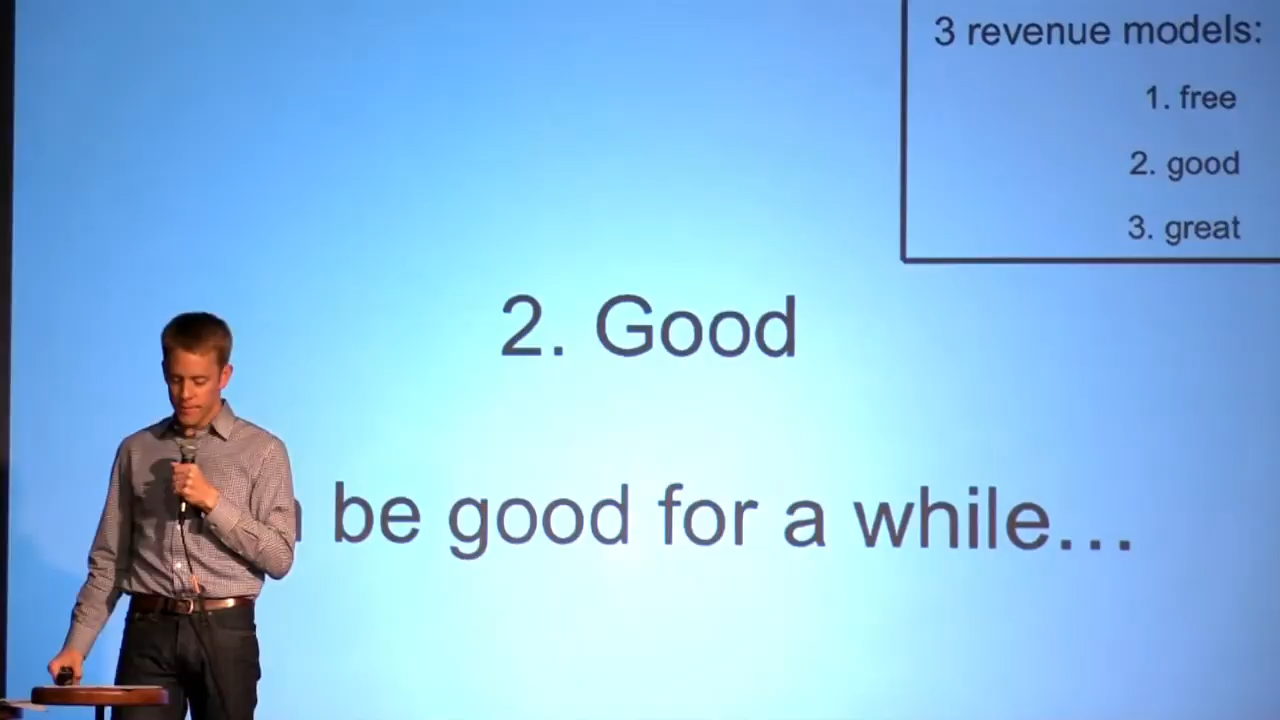 3 revenue models:
1. free
2. good
3. great
2. Good
be good for a while...